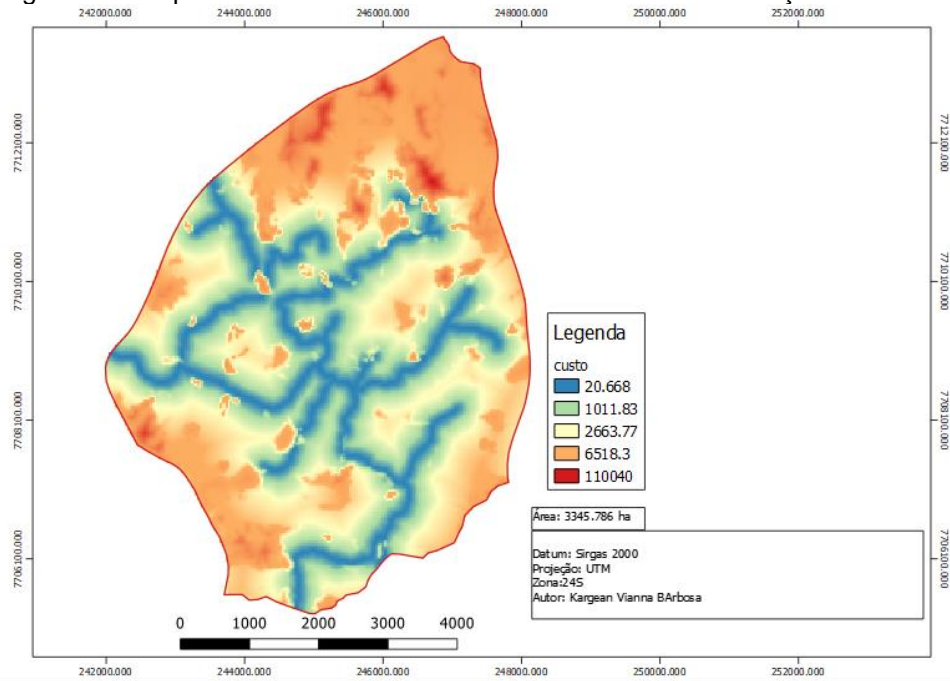 242000.000 244000.000 246000.000 248000.000 250000.000 252000.000
7712100.000 7712100.000
7710100.000 7710100.000
7708100.000 7708100.000
7706100.000 7706100.000
Legenda
custo
20.668
1011.83
2663.77
6518.3
110040
Área: 3345.786 ha
Datum: Sirgas 2000
Projeção: UTM
Zona:24S
Autor: Kargean Vianna BArbosa
0 1000 2000 3000 4000
242000.000 244000.000 246000.000 248000.000 250000.000 252000.000